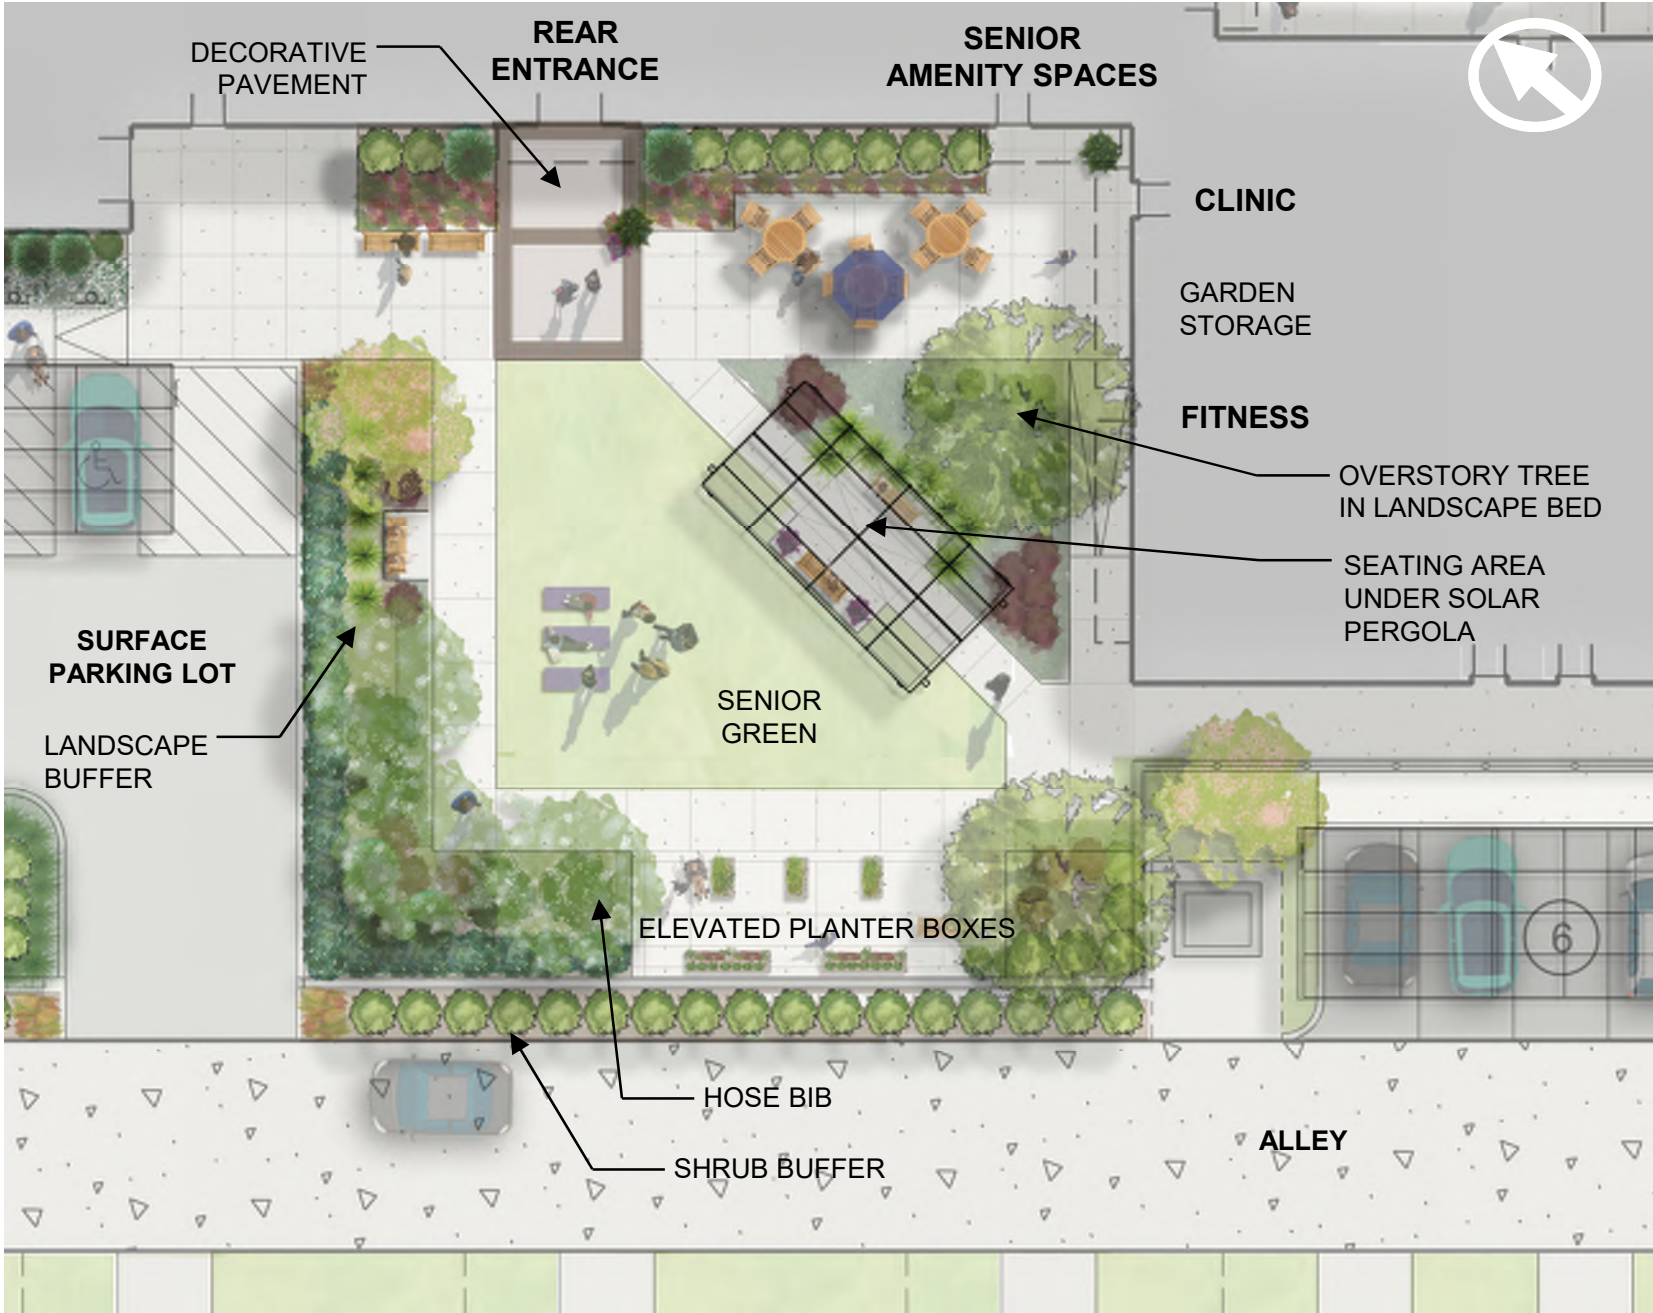 DECORATIVE
PAVEMENT
REAR
ENTRANCE
SENIOR
AMENITY SPACES
CLINIC
GARDEN
STORAGE
FITNESS
OVERSTORY TREE
IN LANDSCAPE BED
SEATING AREA
UNDER SOLAR
PERGOLA
SURFACE
PARKING LOT
LANDSCAPE
BUFFER
SENIOR
GREEN
ELEVATED PLANTER BOXES
6
HOSE BIB
SHRUB BUFFER
ALLEY